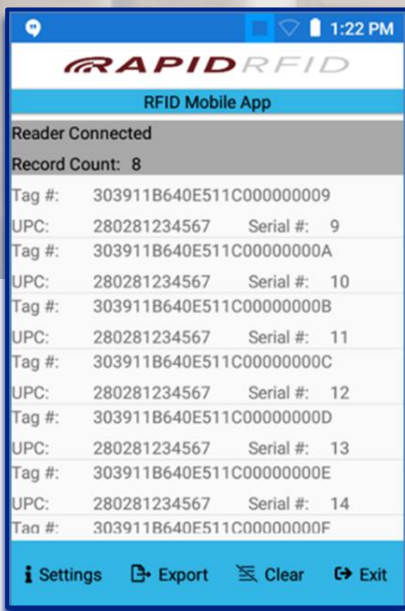 1:22 PM
RAPIDRFID
RFID Mobile App
Reader Connected
Record Count: 8
Tag #: 303911B640E511C000000009
UPC: 280281234567 Serial #: 9
Tag #: 303911B640E511C00000000A
UPC: 280281234567 Serial #: 10
Tag #: 303911B640E511C00000000B
UPC: 280281234567 Serial #: 11
Tag #: 303911B640E511C00000000C
UPC: 280281234567 Serial #: 12
Tag #: 303911B640E511C00000000D
UPC: 280281234567 Serial #: 13
Tag #: 303911B640E511C00000000E
UPC: 280281234567 Serial #: 14
Tag #: 303911B640E511C00000000F
Settings Export Clear Exit